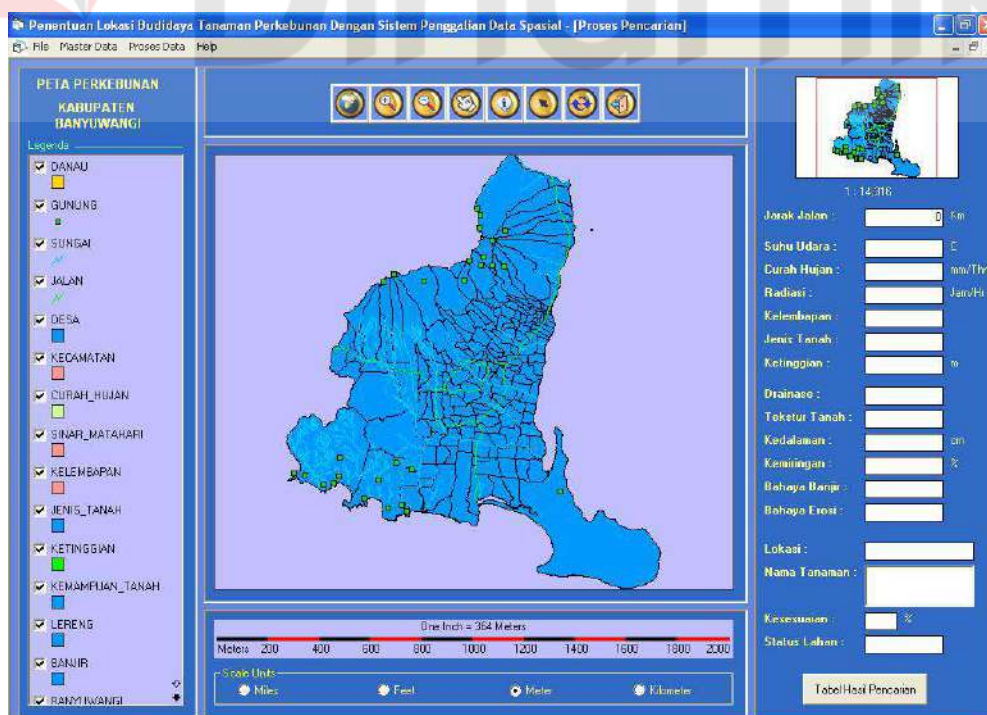 Penentuan Lokasi Budidaya Tanaman Perkebunan Dengan Sistem Penggalian Data Spasial - [Proses Pencarian]
File Master Data Proses Data Help
PETA PERKEBUNAN
KABUPATEN
BANYUWANGI
Legenda
DANAU
GUNUNG
SUNGAI
JALAN
DESA
KECAMATAN
CURAH_HUJAN
SINAR_MATAHARI
KELEMBAPAN
JENIS_TANAH
KETINGGIAN
KEMAMPUAN_TANAH
LERENG
BANJIR
BANYUWANGI
One Inch = 364 Meters
Meters 200 400 600 800 1000 1200 1400 1600 1800 2000
Scale Units
Miles Feet Meter Kilometer
1 : 14,316
Jarak Jalan : 0 Km
Suhu Udara : C
Curah Hujan : mm/Thn
Radiasi : Jam/Hr
Kelembapan :
Jenis Tanah :
Ketinggian : m
Drainase :
Tekstur Tanah :
Kedalaman : cm
Kemiringan : %
Bahaya Banjir :
Bahaya Erosi :
Lokasi :
Nama Tanaman :
Kesesuaian : %
Status Lahan :
Tabel Hasil Pencarian